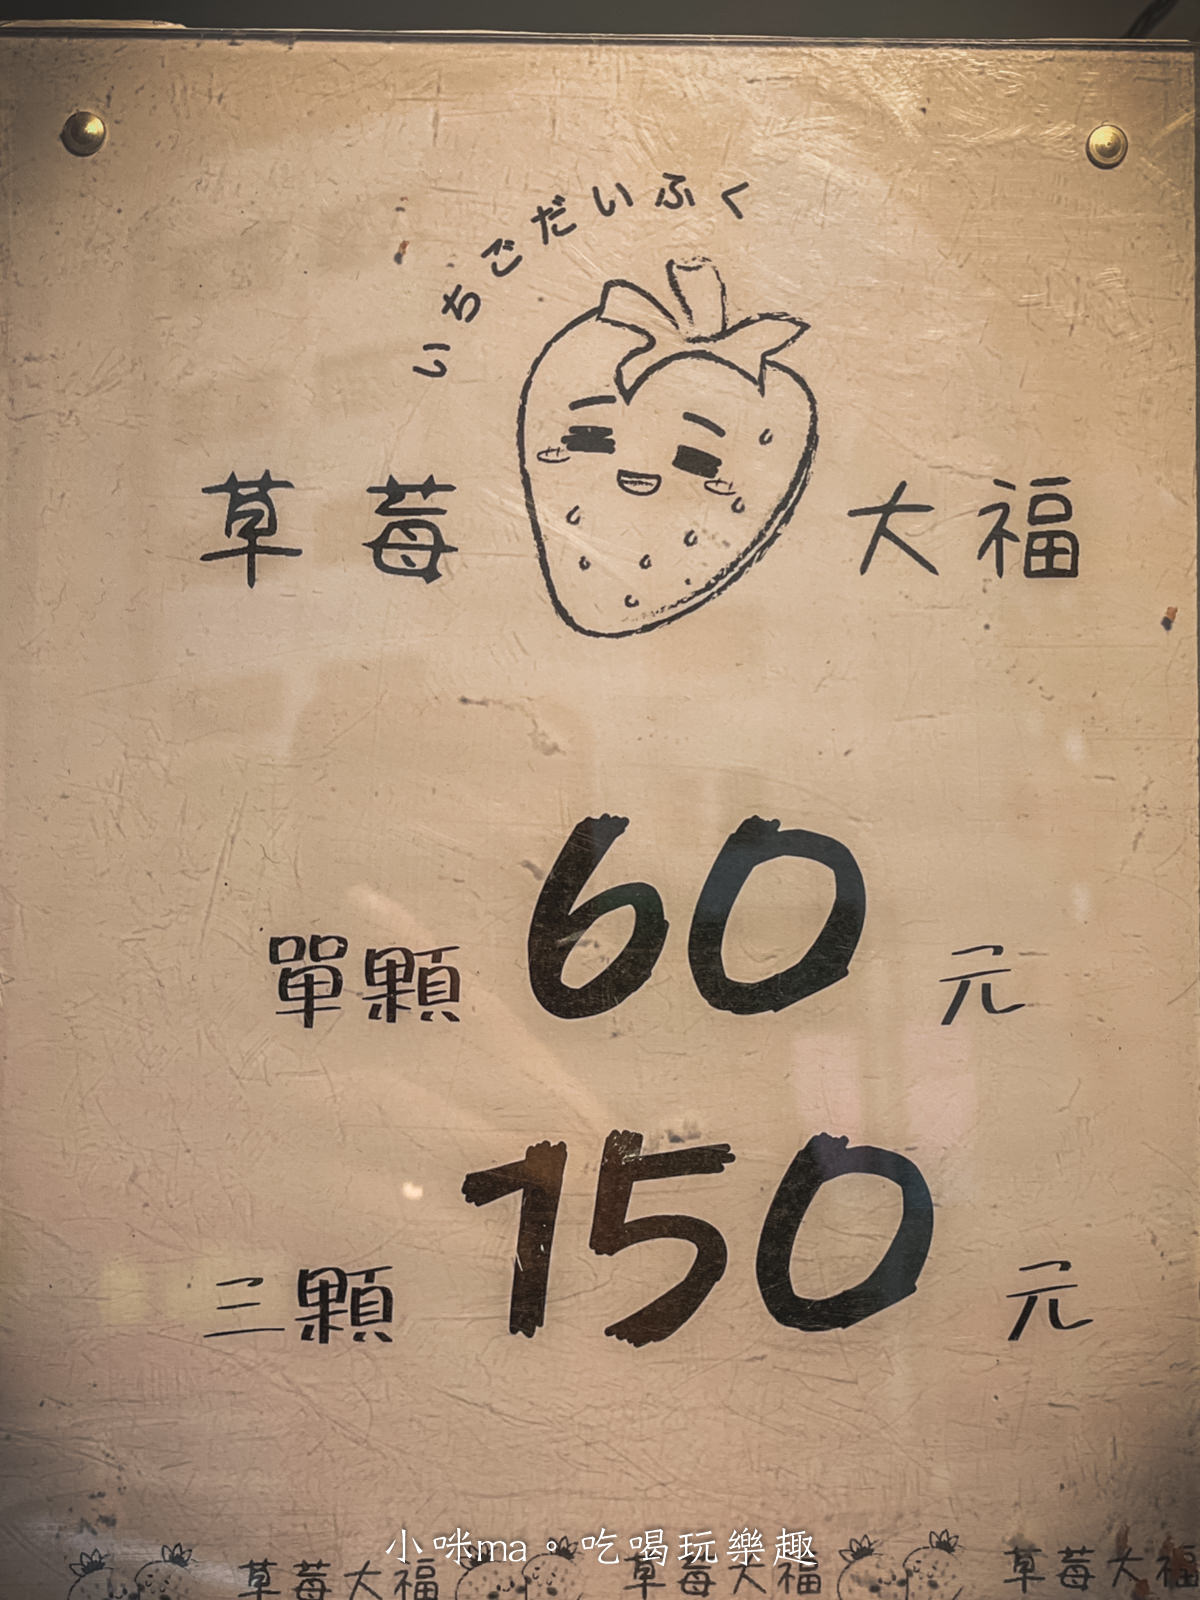 いちごだいふく
草莓 大福
單顆 60 元
三顆 150 元
小咪ma。吃喝玩樂趣
草莓大福 草莓大福 草莓大福